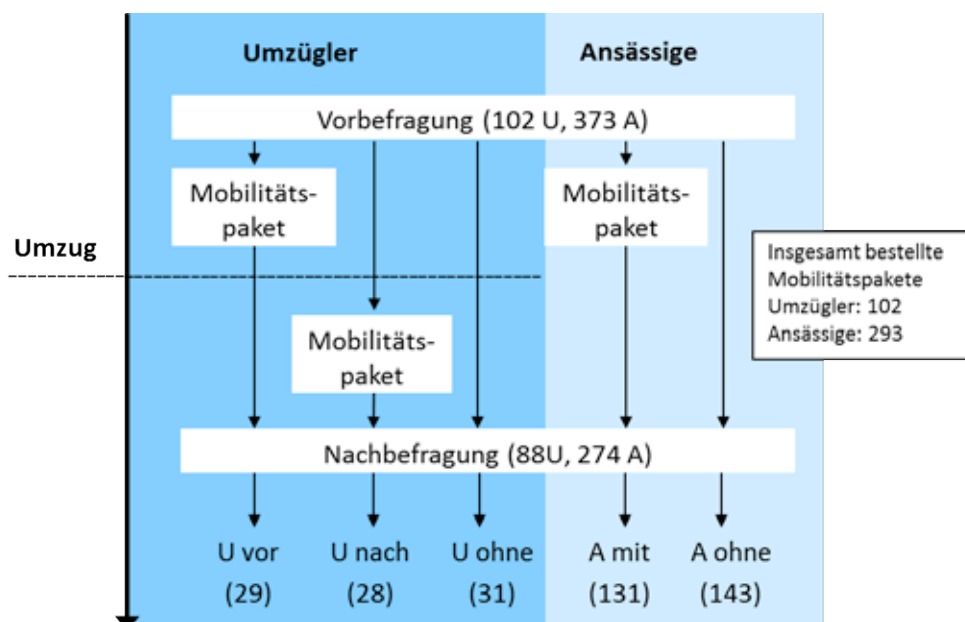 Umzügler
Ansässige
Vorbefragung (102 U, 373 A)
Mobilitäts-
paket
Mobilitäts-
paket
Umzug
Insgesamt bestellte
Mobilitätspakete
Umzügler: 102
Ansässige: 293
Mobilitäts-
paket
Nachbefragung (88U, 274 A)
U vor
(29)
U nach
(28)
U ohne
(31)
A mit
(131)
A ohne
(143)